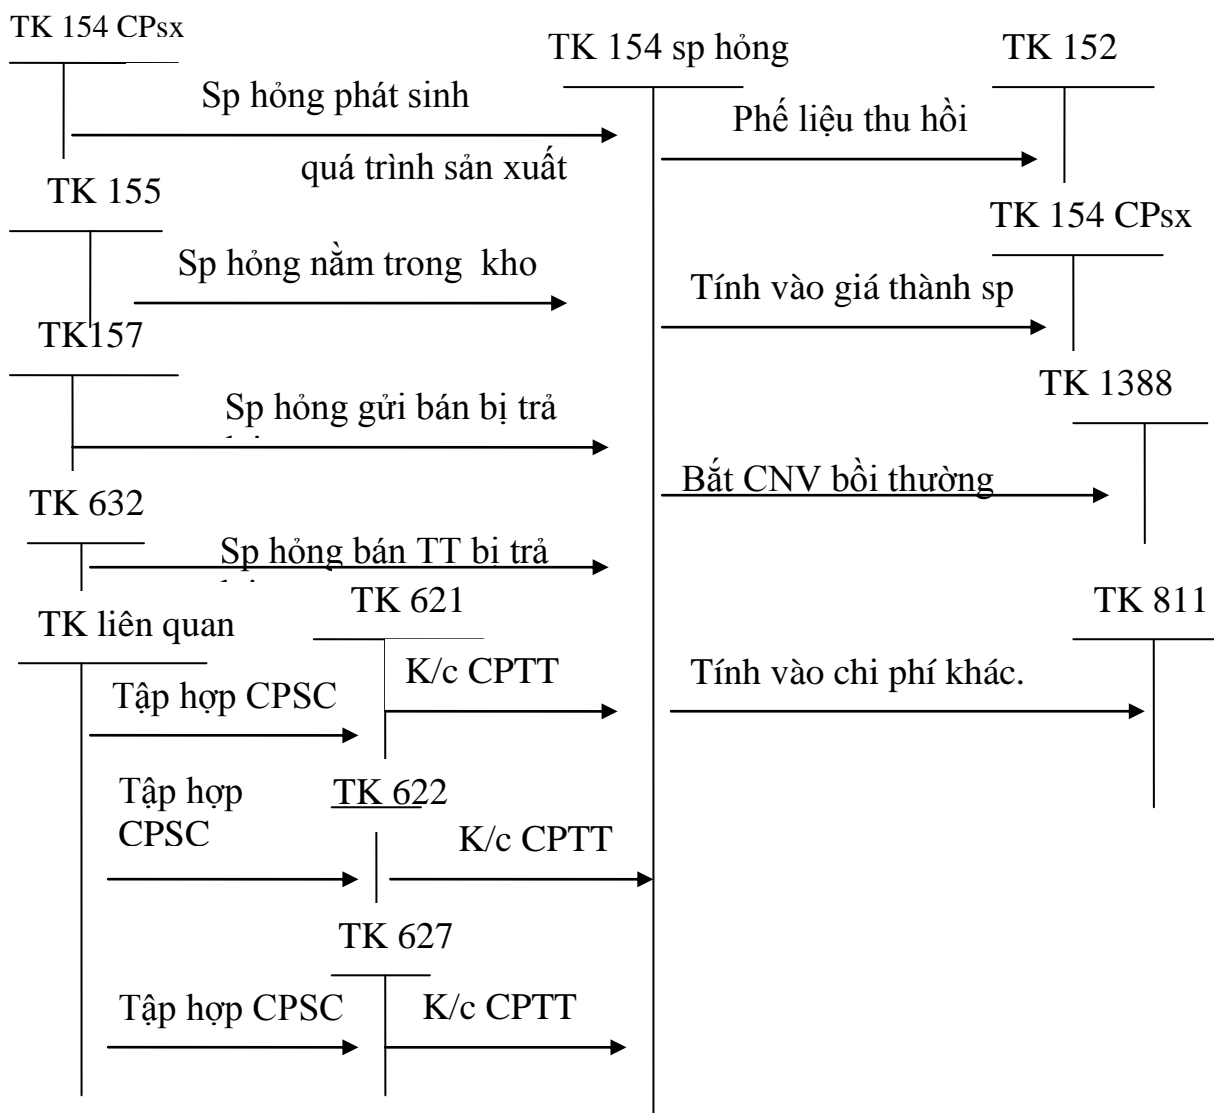 TK 154 CPsx
TK 154 sp hỏng
TK 152
Sp hỏng phát sinh
Phế liệu thu hồi
quá trình sản xuất
TK 155
TK 154 CPsx
Sp hỏng nằm trong kho
Tính vào giá thành sp
TK157
TK 1388
Sp hỏng gửi bán bị trả
Bắt CNV bồi thường
TK 632
Sp hỏng bán TT bị trả
TK 621
TK 811
TK liên quan
K/c CPTT
Tính vào chi phí khác.
Tập hợp CPSC
Tập hợp
CPSC
TK 622
K/c CPTT
TK 627
Tập hợp CPSC
K/c CPTT